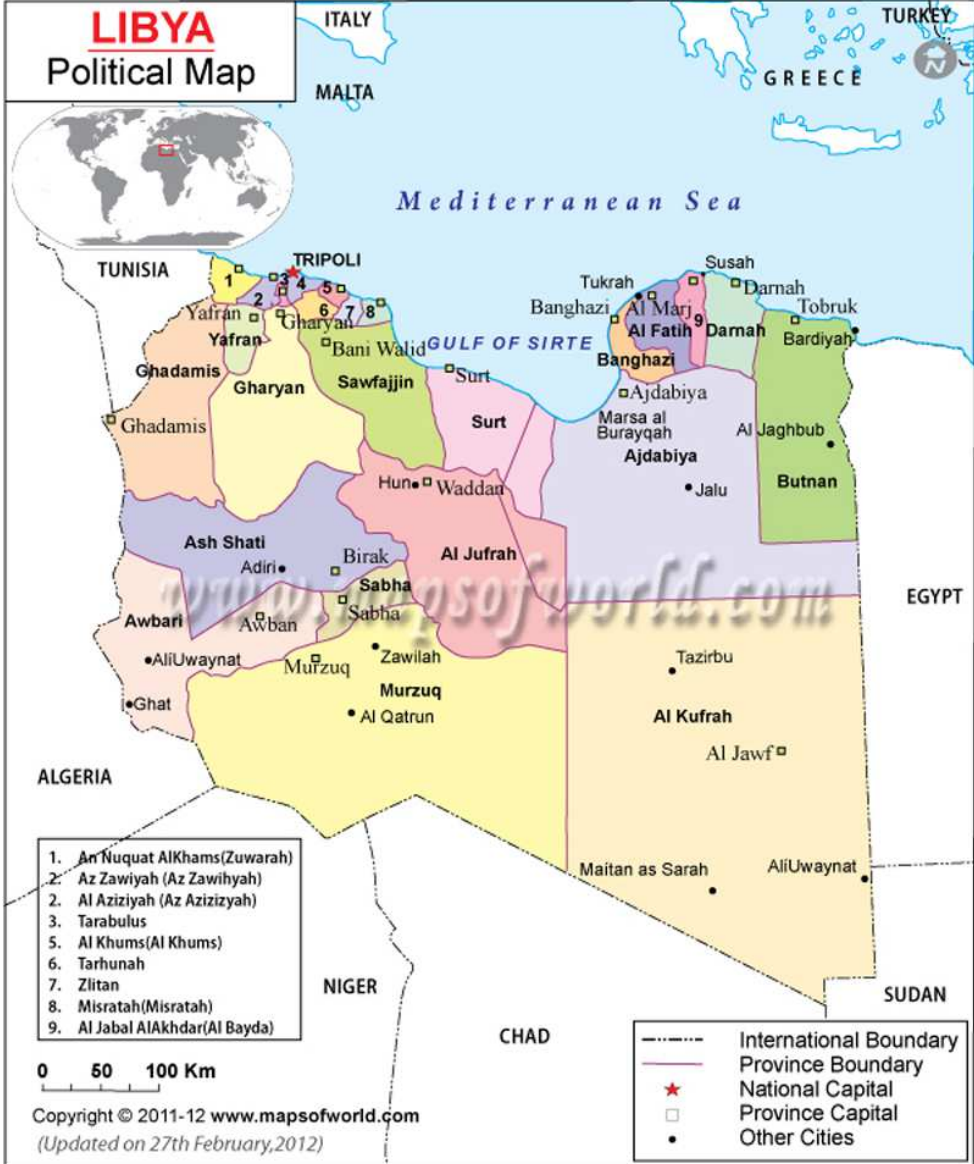 LIBYA
Political Map
ITALY
TURKEY
N
GREECE
MALTA
Mediterranean Sea
TUNISIA
TRIPOLI
1
2
3
4
5
6
7
8
Susah
Tukrah
Darnah
Banghazi
Al Marj
9
Tobruk
Yafran
Gharyan
Al Fatih
Darnah
Bardiyah
Yafran
Bani Walid
GULF OF SIRTE
Banghazi
Ghadamis
Gharyan
Sawfajjin
Surt
Ajdabiya
Ghadamis
Surt
Marsa al
Burayqah
Al Jaghbub
Ajdabiya
Hun
Waddan
Jalu
Butnan
Ash Shati
Birak
Al Jufrah
Adiri
Sabha
www.mapsofworld.com
EGYPT
Awbari
Awban
Sabha
AliUwaynat
Murzuq
Zawilah
Tazirbu
Ghat
Murzuq
Al Qatrun
Al Kufrah
Al Jawf
ALGERIA
Maitan as Sarah
AliUwaynat
1. An Nuquat AlKhams(Zuwarah)
2. Az Zawiyah (Az Zawihyah)
2. Al Aziziyah (Az Azizizyah)
3. Tarabulus
5. Al Khums(Al Khums)
6. Tarhunah
7. Zlitan
8. Misratah(Misratah)
9. Al Jabal AlAkhdar(Al Bayda)
NIGER
SUDAN
CHAD
International Boundary
Province Boundary
National Capital
Province Capital
Other Cities
0 50 100 Km
Copyright © 2011-12 www.mapsofworld.com
(Updated on 27th February,2012)